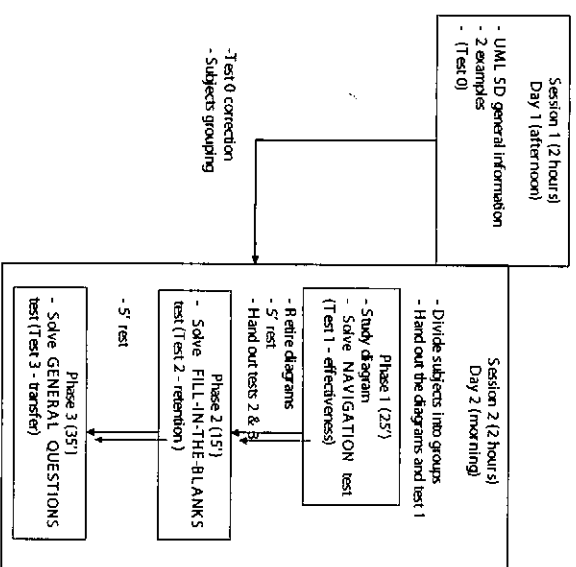 Session 1 (2 hours)
Day 1 (afternoon)
- UML SD general information
- 2 examples
- (Test 0)
-Test 0 correction
- Subjects grouping
Session 2 (2 hours)
Day 2 (morning)
- Divide subjects into groups
- Hand out the diagrams and test 1
Phase 1 (25')
- Study diagram
- Solve NAVIGATION test
(Test 1 - effectiveness)
- Retire diagrams
- 5' rest
- Hand out tests 2 & 3
Phase 2 (15')
- Solve FILL-IN-THE-BLANKS
test (Test 2 - retention )
- 5' rest
Phase 3 (35')
- Solve GENERAL QUESTIONS
test (Test 3 - transfer)